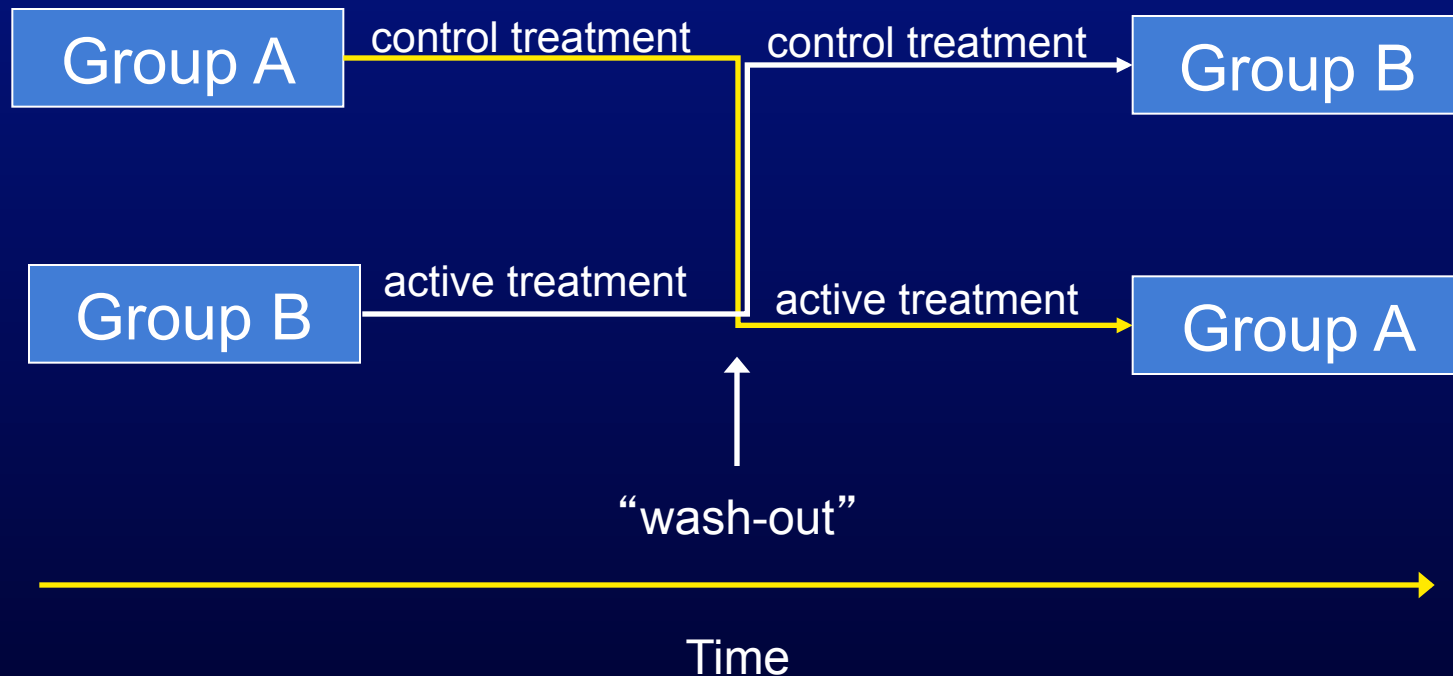 Group A
control treatment
control treatment
Group B
Group B
active treatment
active treatment
Group A
“wash-out”
Time